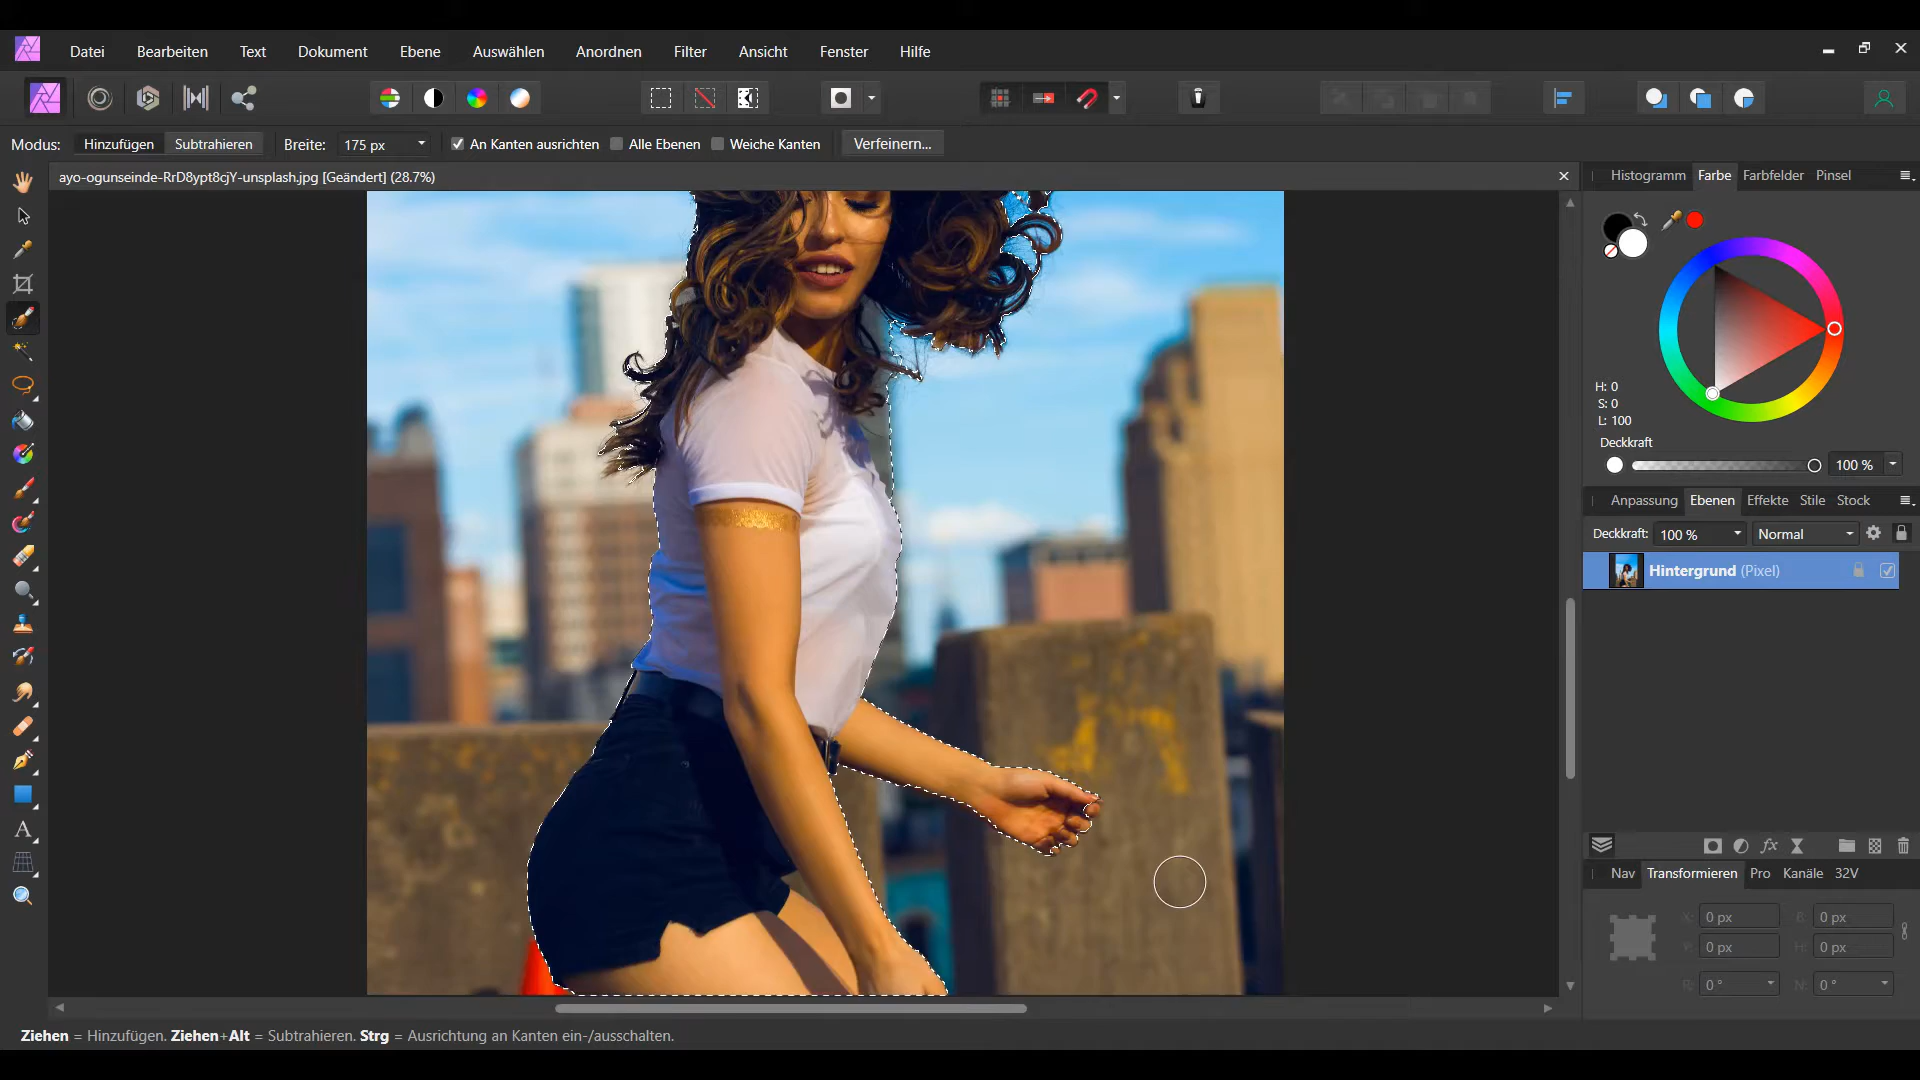 Datei Bearbeiten Text Dokument Ebene Auswählen Anordnen Filter Ansicht Fenster Hilfe
Modus: Hinzufügen Subtrahieren Breite: 175 px An Kanten ausrichten Alle Ebenen Weiche Kanten Verfeinern...
ayo-ogunseinde-RrD8ypt8cjY-unsplash.jpg [Geändert] (28.7%)
Histogramm Farbe Farbfelder Pinsel
H: 0
S: 0
L: 100
Deckkraft
100 %
Anpassung Ebenen Effekte Stile Stock
Deckkraft: 100 % Normal
Hintergrund (Pixel)
Nav Transformieren Pro Kanäle 32V
X: 0 px B: 0 px
Y: 0 px H: 0 px
R: 0 ° N: 0 °
Ziehen = Hinzufügen. Ziehen+Alt = Subtrahieren. Strg = Ausrichtung an Kanten ein-/ausschalten.